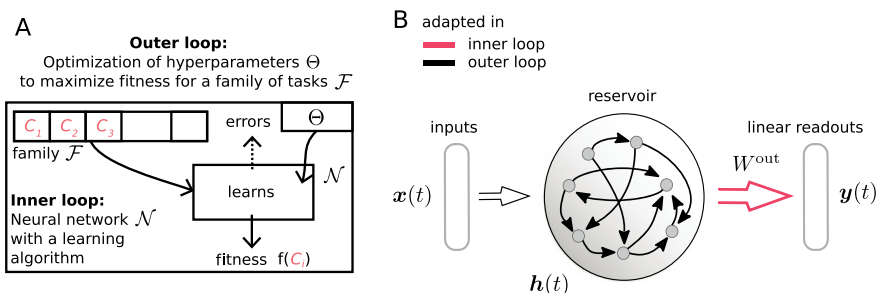 A
Outer loop:
Optimization of hyperparameters Θ
to maximize fitness for a family of tasks ℱ
C₁ C₂ C₃
Θ
errors
family ℱ
𝒩
learns
Inner loop:
Neural network 𝒩
with a learning
algorithm
fitness f(Cᵢ)
B
adapted in
inner loop
outer loop
reservoir
inputs
linear readouts
W^out
x(t)
y(t)
h(t)